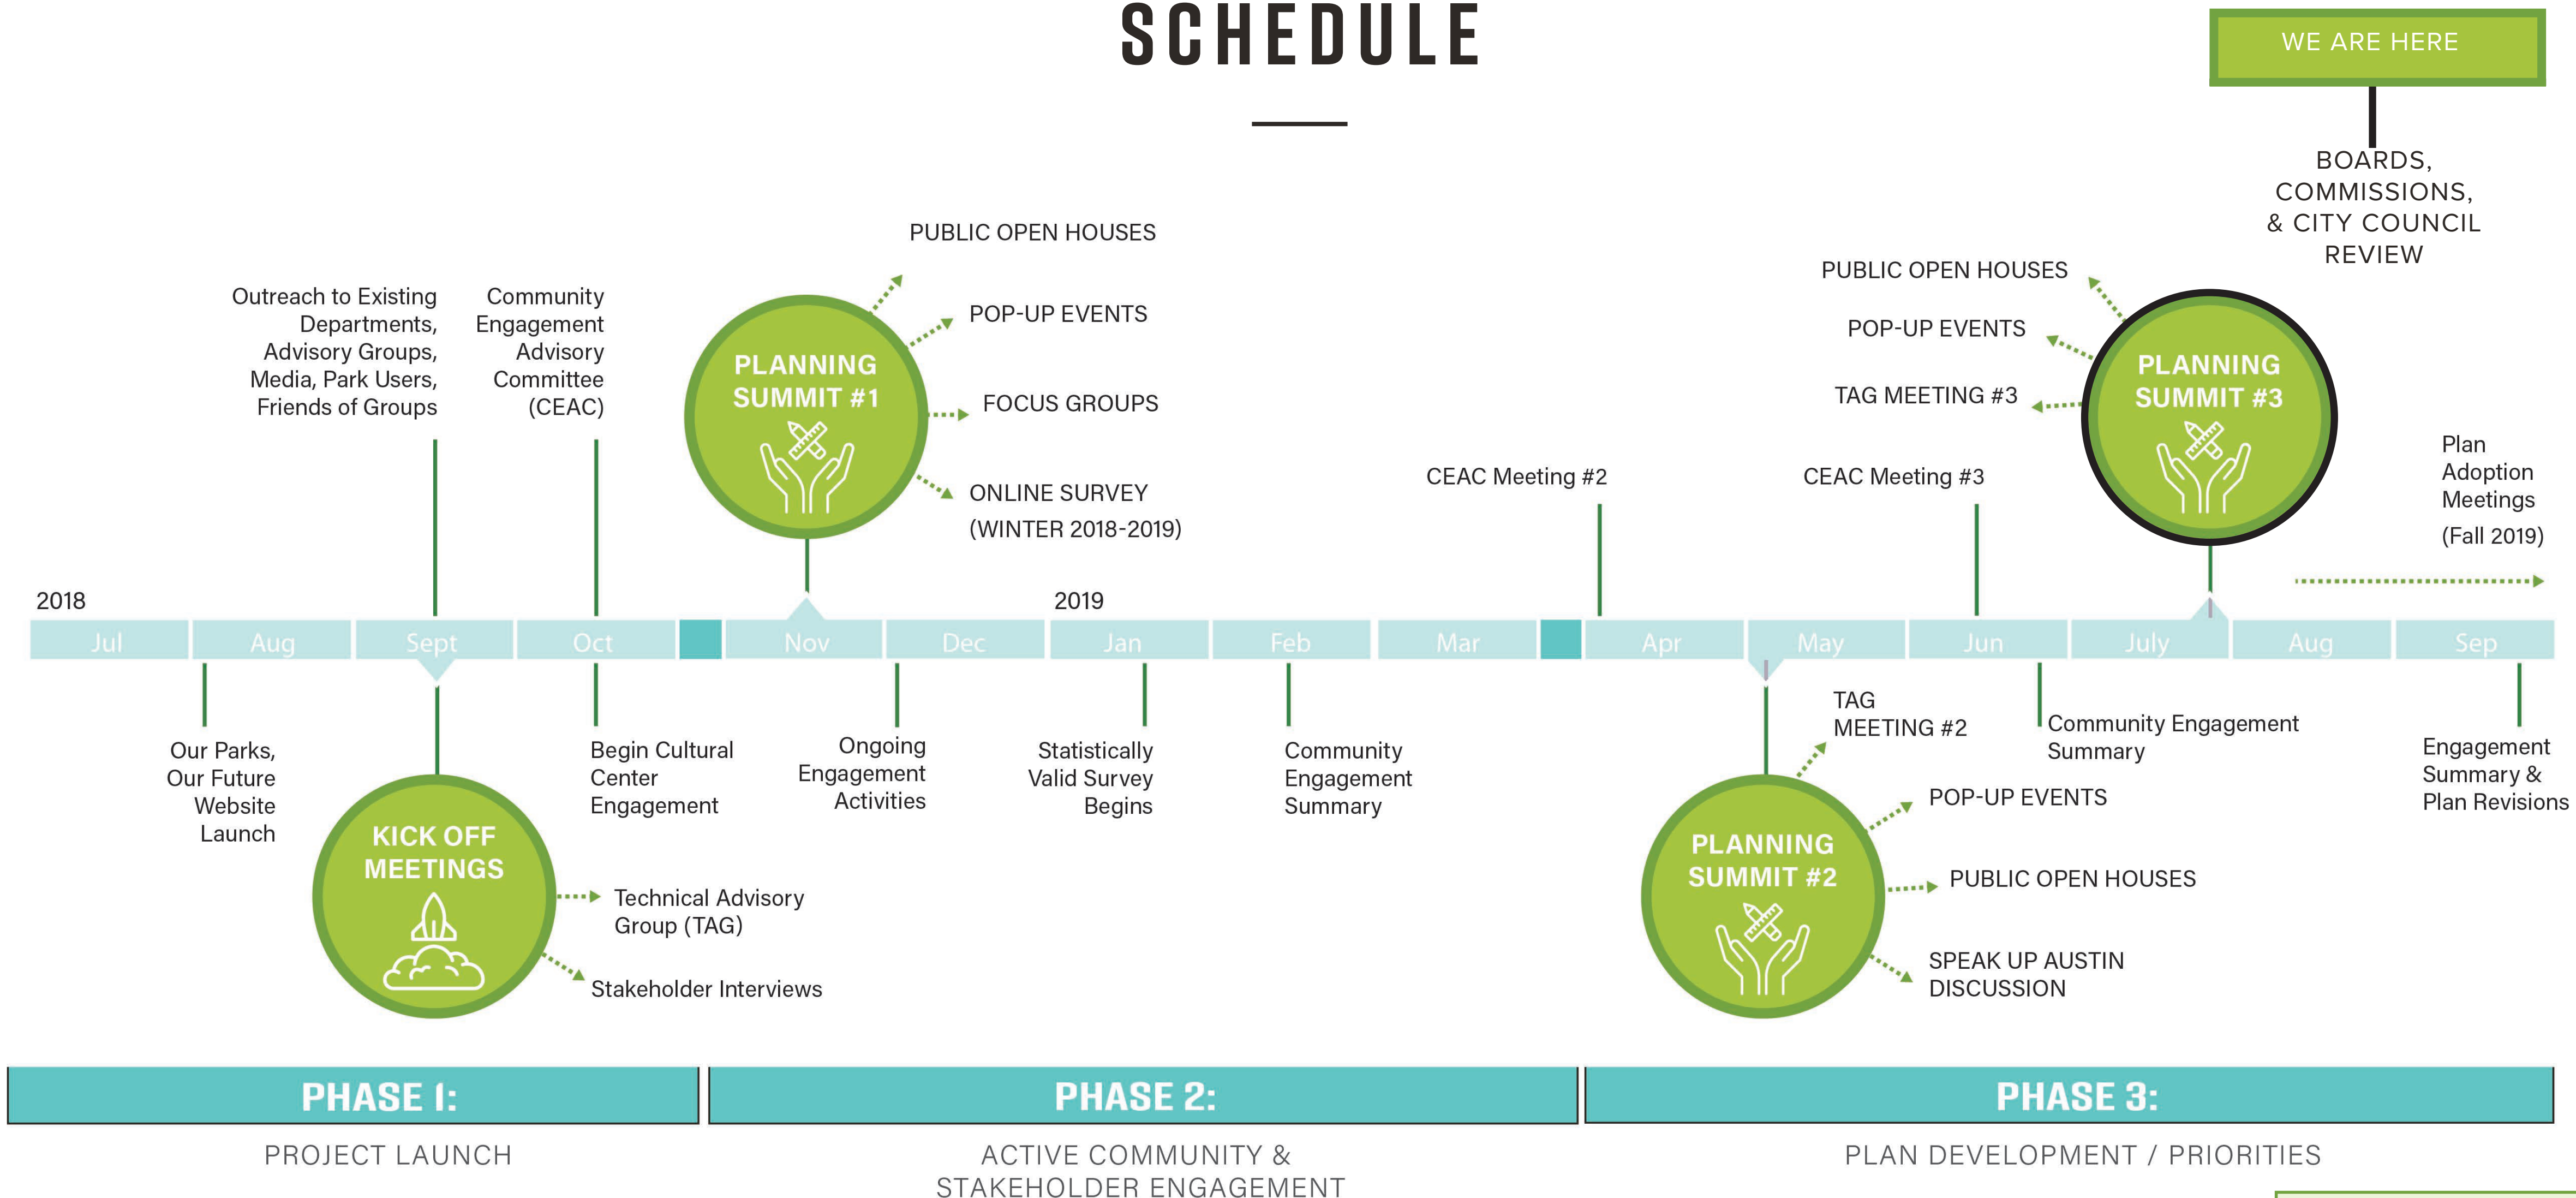 SCHEDULE
WE ARE HERE
BOARDS,
COMMISSIONS,
& CITY COUNCIL
REVIEW
Outreach to Existing
Departments,
Advisory Groups,
Media, Park Users,
Friends of Groups
Community
Engagement
Advisory
Committee
(CEAC)
PLANNING
SUMMIT #1
PUBLIC OPEN HOUSES
POP-UP EVENTS
FOCUS GROUPS
ONLINE SURVEY
(WINTER 2018-2019)
CEAC Meeting #2
CEAC Meeting #3
PUBLIC OPEN HOUSES
POP-UP EVENTS
TAG MEETING #3
PLANNING
SUMMIT #3
Plan
Adoption
Meetings
(Fall 2019)
2018
2019
Jul
Aug
Sept
Oct
Nov
Dec
Jan
Feb
Mar
Apr
May
Jun
July
Aug
Sep
Our Parks,
Our Future
Website
Launch
KICK OFF
MEETINGS
Technical Advisory
Group (TAG)
Stakeholder Interviews
Begin Cultural
Center
Engagement
Ongoing
Engagement
Activities
Statistically
Valid Survey
Begins
Community
Engagement
Summary
PLANNING
SUMMIT #2
TAG
MEETING #2
POP-UP EVENTS
PUBLIC OPEN HOUSES
SPEAK UP AUSTIN
DISCUSSION
Community Engagement
Summary
Engagement
Summary &
Plan Revisions
PHASE 1:
PROJECT LAUNCH
PHASE 2:
ACTIVE COMMUNITY &
STAKEHOLDER ENGAGEMENT
PHASE 3:
PLAN DEVELOPMENT / PRIORITIES